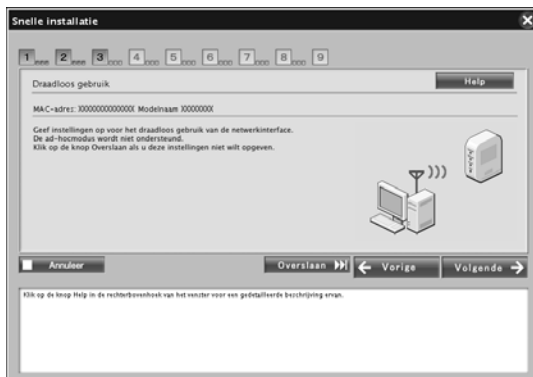 Snelle installatie
1 2 3 4 5 6 7 8 9
Draadloos gebruik
Help
MAC-adres: XXXXXXXXXXXXXX Modelnaam XXXXXXXX
Geef instellingen op voor het draadloos gebruik van de netwerkinterface.
De ad-hocmodus wordt niet ondersteund.
Klik op de knop Overslaan als u deze instellingen niet wilt opgeven.
Annuleer
Overslaan
Vorige
Volgende
Klik op de knop Help in de rechterbovenhoek van het venster voor een gedetailleerde beschrijving ervan.